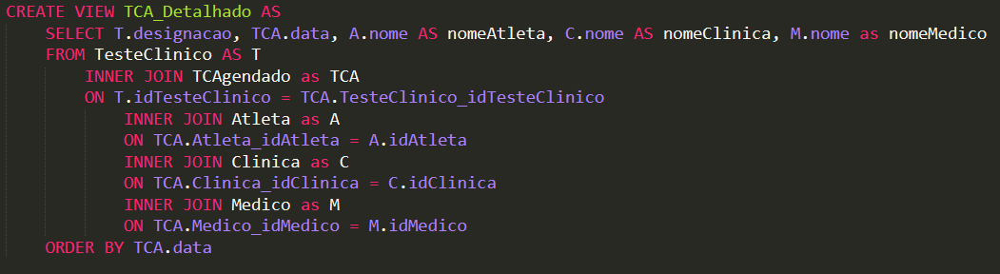 CREATE VIEW TCA_Detalhado AS
SELECT T.designacao, TCA.data, A.nome AS nomeAtleta, C.nome AS nomeClinica, M.nome as nomeMedico
FROM TesteClinico AS T
INNER JOIN TCAgendado as TCA
ON T.idTesteClinico = TCA.TesteClinico_idTesteClinico
INNER JOIN Atleta as A
ON TCA.Atleta_idAtleta = A.idAtleta
INNER JOIN Clinica as C
ON TCA.Clinica_idClinica = C.idClinica
INNER JOIN Medico as M
ON TCA.Medico_idMedico = M.idMedico
ORDER BY TCA.data